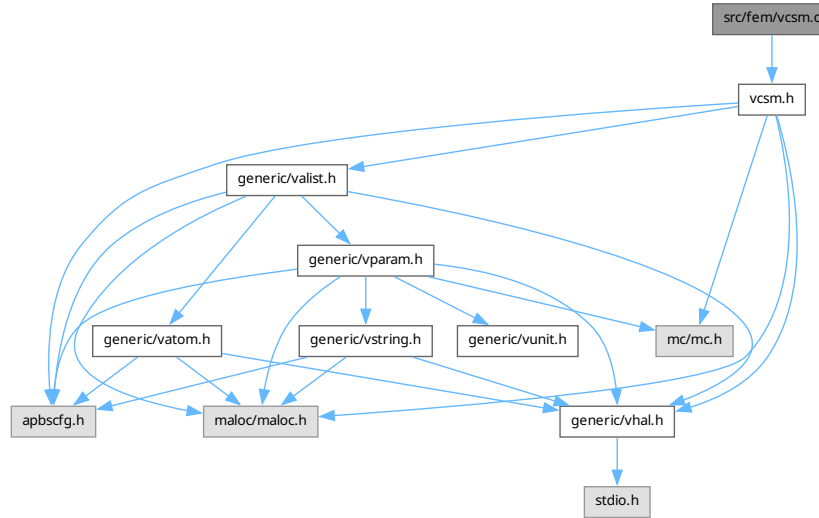 src/fem/vcsm.c
vcsm.h
generic/valist.h
generic/vparam.h
generic/vatom.h
generic/vstring.h
generic/vunit.h
mc/mc.h
apbscfg.h
maloc/maloc.h
generic/vhal.h
stdio.h